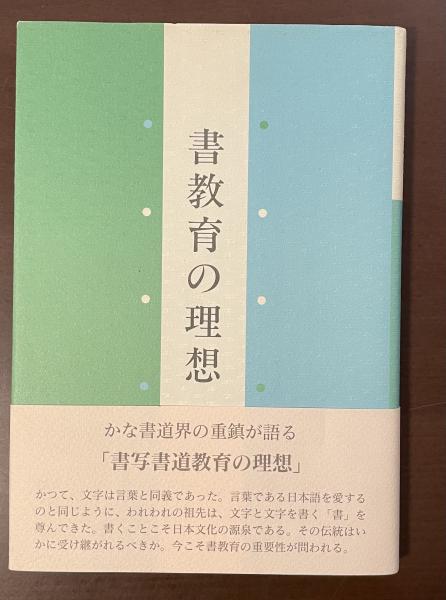 書教育の理想
かな書道界の重鎮が語る
「書写書道教育の理想」
かつて、文字は言葉と同義であった。言葉である日本語を愛する
のと同じように、われわれの祖先は、文字と文字を書く「書」を
尊んできた。書くことこそ日本文化の源泉である。その伝統はい
かに受け継がれるべきか。今こそ書教育の重要性が問われる。